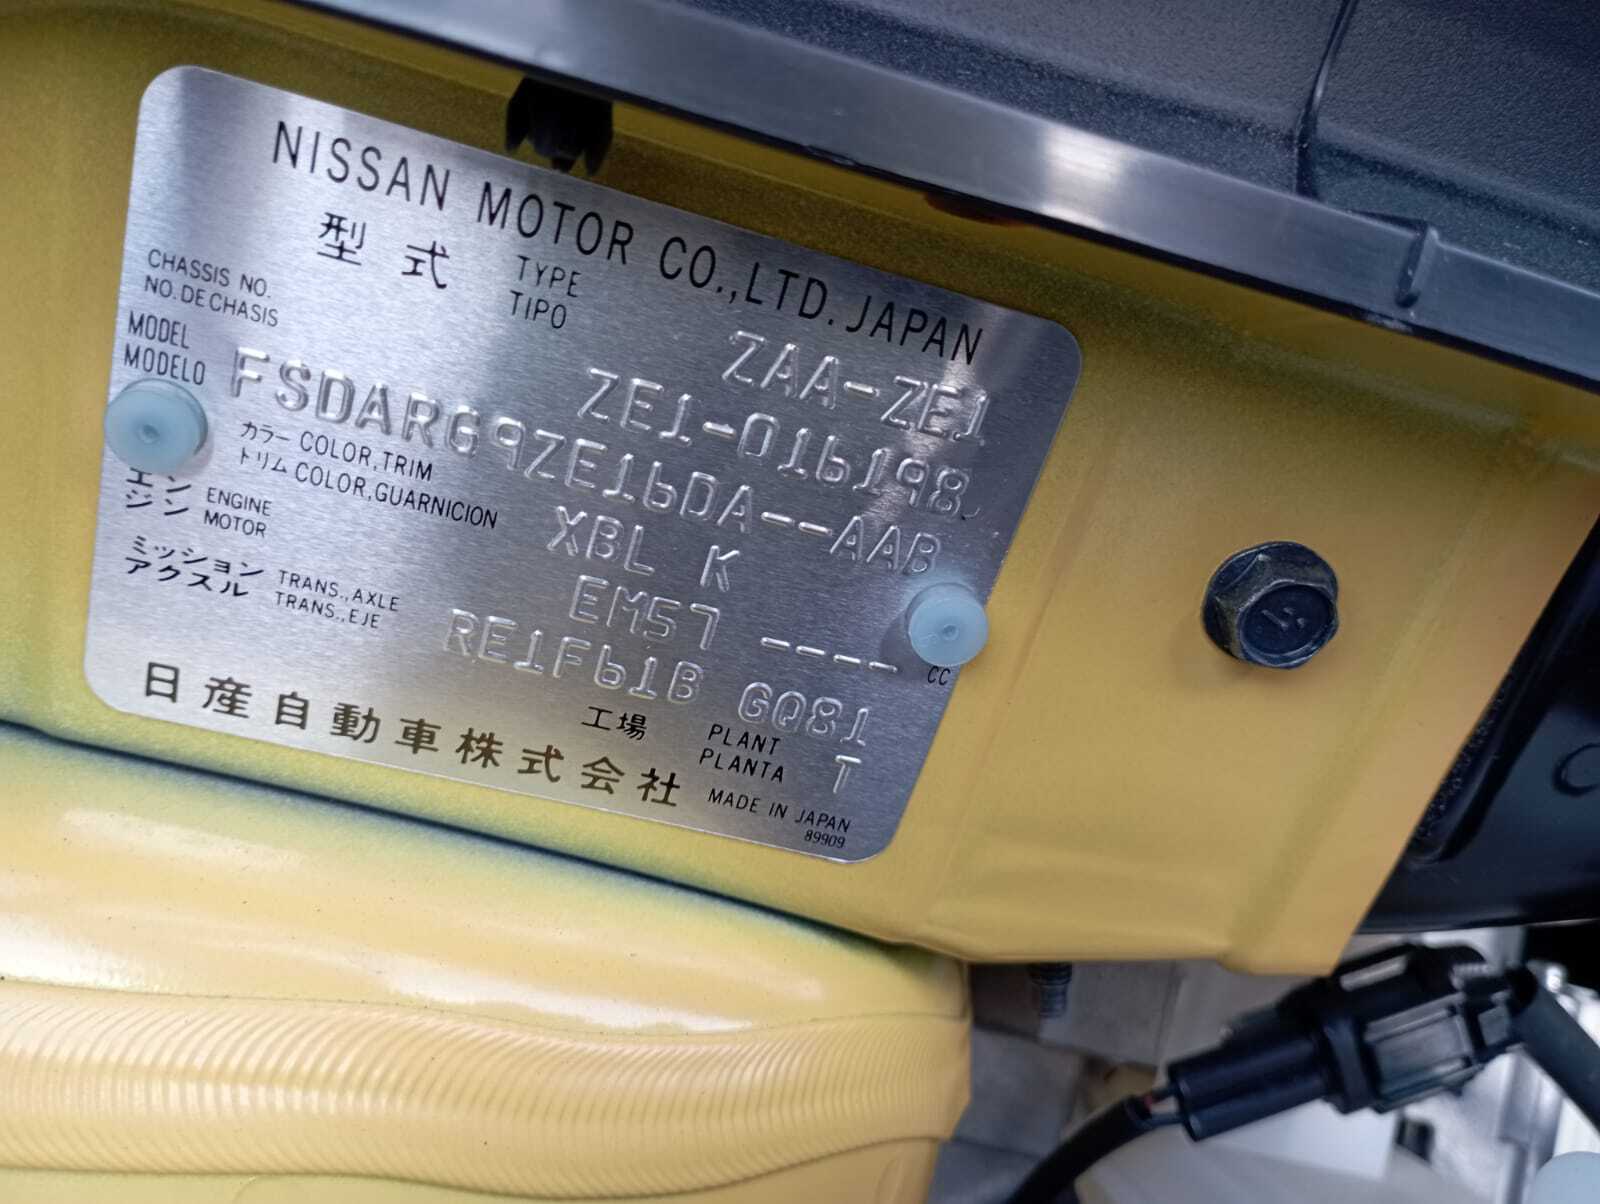 NISSAN MOTOR CO.,LTD. JAPAN
型式 TYPE TIPO ZAA-ZE1
CHASSIS NO. NO. DE CHASIS ZE1-016198
MODEL MODELO FSDARG9ZE16DA--AAB
カラー COLOR,TRIM
トリム COLOR,GUARNICION XBL K
エンジン ENGINE MOTOR EM57 ---- CC
ミッション TRANS.,AXLE
アクスル TRANS.,EJE RE1F61B GQ81
工場 PLANT PLANTA T
日産自動車株式会社 MADE IN JAPAN
89909